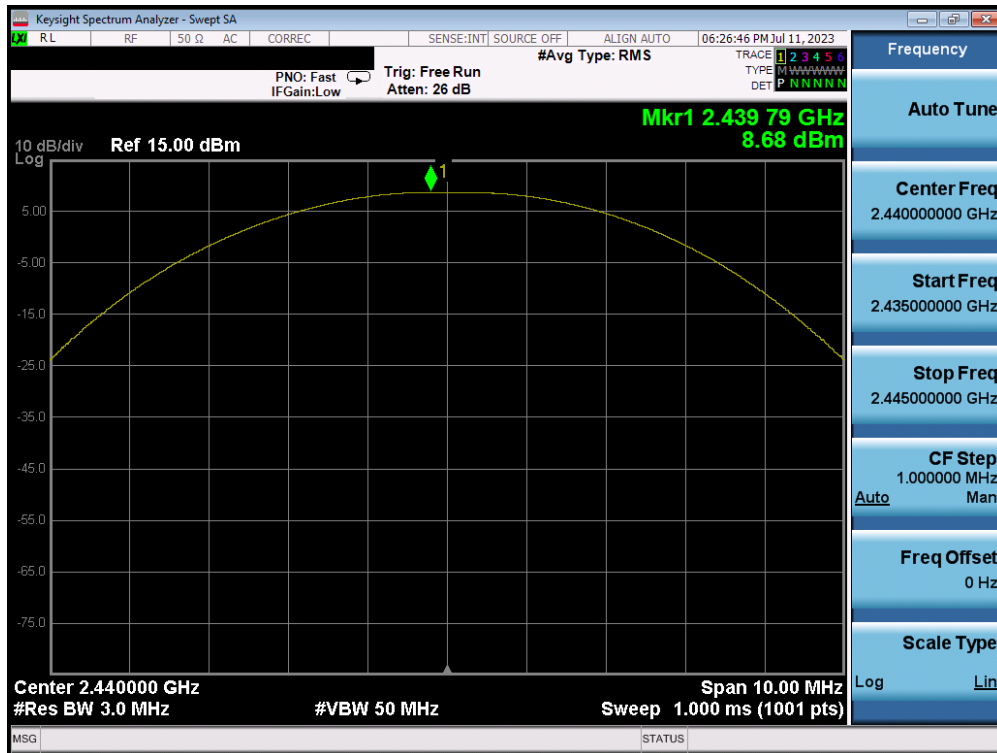 Keysight Spectrum Analyzer - Swept SA
LXI RL RF 50 Ω AC CORREC SENSE:INT SOURCE OFF ALIGN AUTO 06:26:46 PM Jul 11, 2023
#Avg Type: RMS
TRACE 1 2 3 4 5 6
TYPE M WWWWW
DET P N N N N N
PNO: Fast
IFGain:Low
Trig: Free Run
Atten: 26 dB
Mkr1 2.439 79 GHz
8.68 dBm
10 dB/div
Log
Ref 15.00 dBm
1
5.00
-5.00
-15.0
-25.0
-35.0
-45.0
-55.0
-65.0
-75.0
Center 2.440000 GHz
Span 10.00 MHz
#Res BW 3.0 MHz
#VBW 50 MHz
Sweep 1.000 ms (1001 pts)
MSG
STATUS
Frequency
Auto Tune
Center Freq
2.440000000 GHz
Start Freq
2.435000000 GHz
Stop Freq
2.445000000 GHz
CF Step
1.000000 MHz
Auto Man
Freq Offset
0 Hz
Scale Type
Log Lin